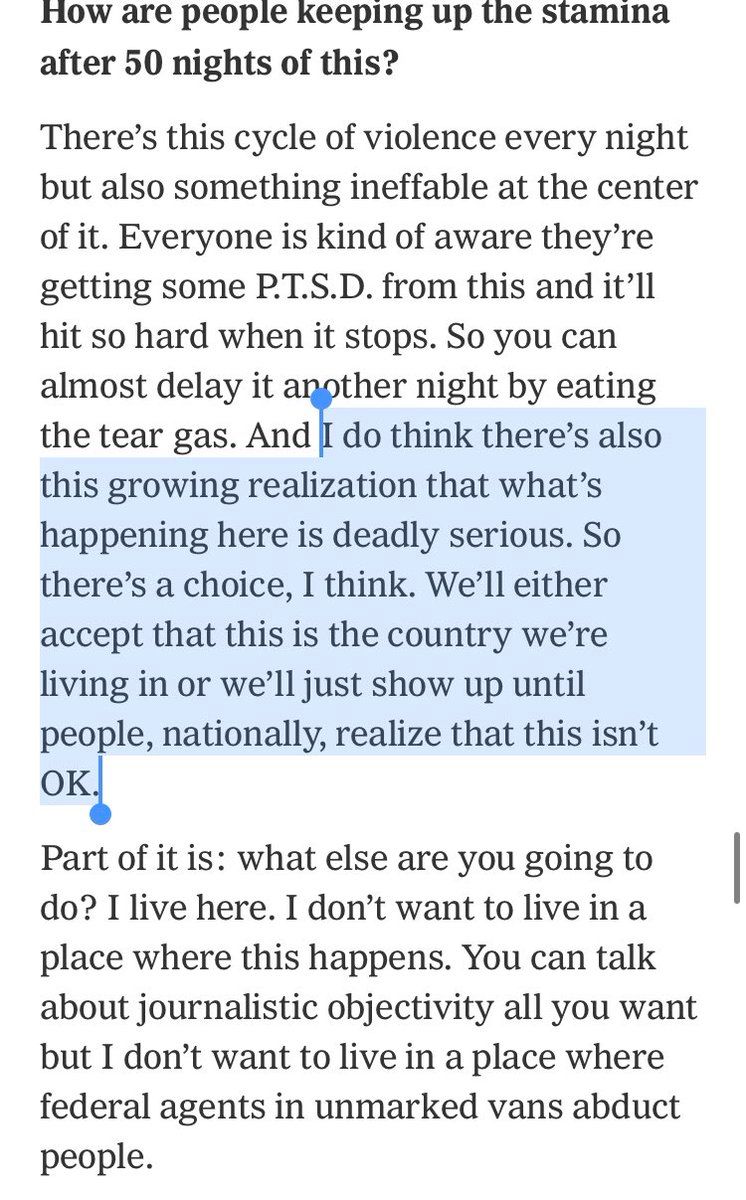 How are people keeping up the stamina
after 50 nights of this?
There’s this cycle of violence every night
but also something ineffable at the center
of it. Everyone is kind of aware they’re
getting some P.T.S.D. from this and it’ll
hit so hard when it stops. So you can
almost delay it another night by eating
the tear gas. And I do think there’s also
this growing realization that what’s
happening here is deadly serious. So
there’s a choice, I think. We’ll either
accept that this is the country we’re
living in or we’ll just show up until
people, nationally, realize that this isn’t
OK.
Part of it is: what else are you going to
do? I live here. I don’t want to live in a
place where this happens. You can talk
about journalistic objectivity all you want
but I don’t want to live in a place where
federal agents in unmarked vans abduct
people.